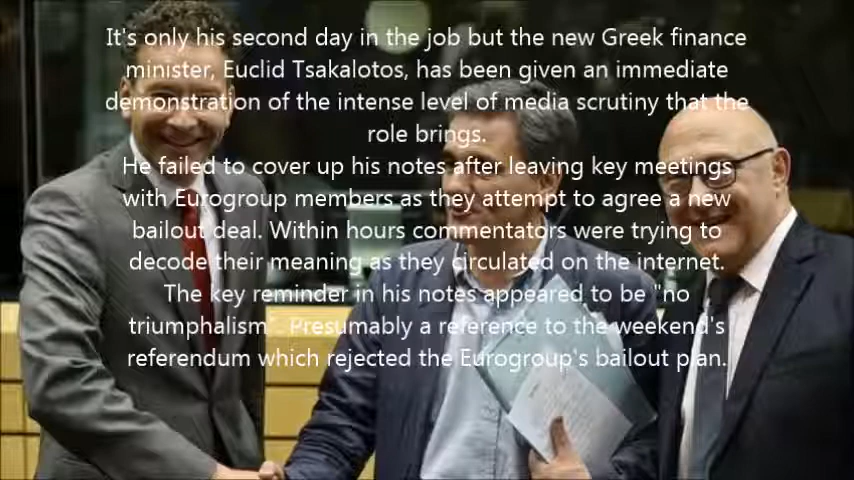 It's only his second day in the job but the new Greek finance
minister, Euclid Tsakalotos, has been given an immediate
demonstration of the intense level of media scrutiny that the
role brings.
He failed to cover up his notes after leaving key meetings
with Eurogroup members as they attempt to agree a new
bailout deal. Within hours commentators were trying to
decode their meaning as they circulated on the internet.
The key reminder in his notes appeared to be "no
triumphalism". Presumably a reference to the weekend's
referendum which rejected the Eurogroup's bailout plan.